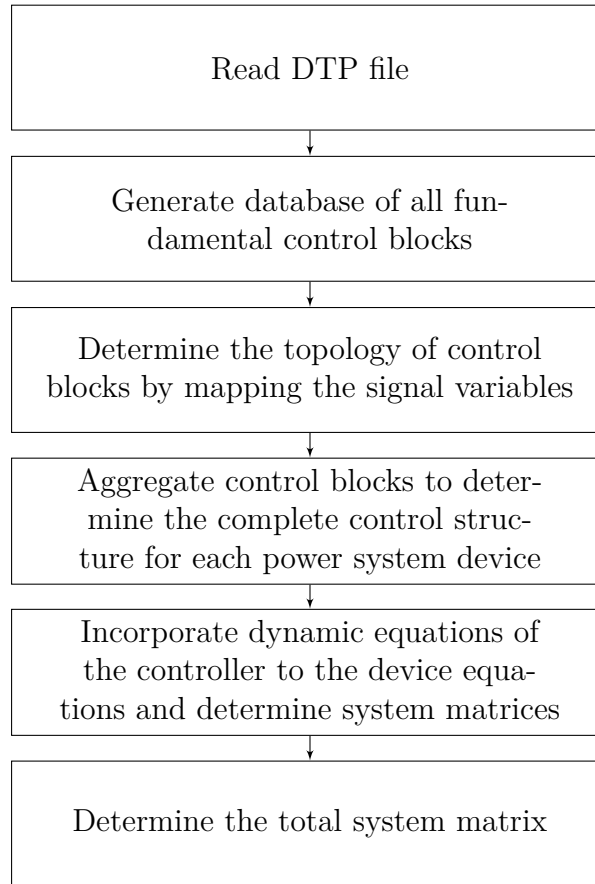 Read DTP file
Generate database of all fun-
damental control blocks
Determine the topology of control
blocks by mapping the signal variables
Aggregate control blocks to deter-
mine the complete control struc-
ture for each power system device
Incorporate dynamic equations of
the controller to the device equa-
tions and determine system matrices
Determine the total system matrix